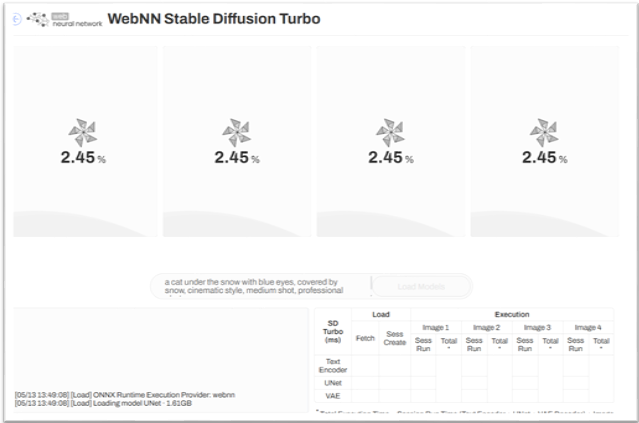 web
neural network WebNN Stable Diffusion Turbo
2.45 % 2.45 % 2.45 % 2.45 %
a cat under the snow with blue eyes, covered by
snow, cinematic style, medium shot, professional
Load Models
SD Turbo (ms) Load Execution
Fetch Sess Create Image 1 Image 2 Image 3 Image 4
Sess Run Total * Sess Run Total * Sess Run Total * Sess Run Total *
Text Encoder
UNet
VAE
[05/13 13:49:08] [Load] ONNX Runtime Execution Provider: webnn
[05/13 13:49:08] [Load] Loading model UNet · 1.61GB